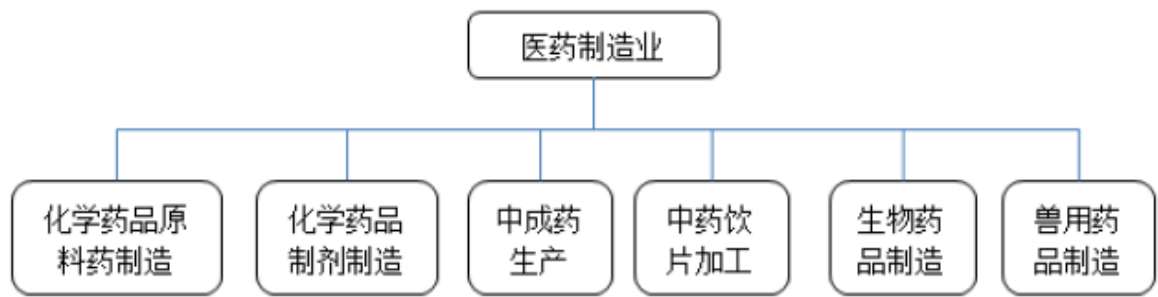 医药制造业
化学药品原
料药制造
化学药品
制剂制造
中成药
生产
中药饮
片加工
生物药
品制造
兽用药
品制造